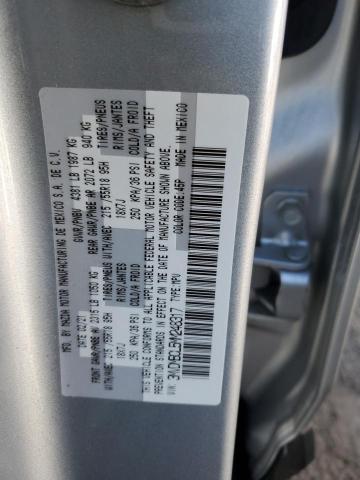 MFD. BY MAZDA MOTOR MANUFACTURING DE MEXICO S.A. DE C.V.
DATE: 02/21 GVWR/PNBV 4381 LB 1987 KG
FRONT GAWR/PNBE AV 2315 LB 1050 KG REAR GAWR/PNBE AR 2072 LB 940 KG
TIRES/PNEUS WITH/AVEC 215/55R18 95H TIRES/PNEUS WITH/AVEC 215/55R18 95H
RIMS/JANTES 18X7J RIMS/JANTES 18X7J
COLD/A FROID 250 KPA/36 PSI COLD/A FROID 250 KPA/36 PSI
THIS VEHICLE CONFORMS TO ALL APPLICABLE FEDERAL MOTOR VEHICLE SAFETY AND THEFT
PREVENTION STANDARDS IN EFFECT ON THE DATE OF MANUFACTURE SHOWN ABOVE.
VIN: TYPE: MPV
COLOR CODE: 45P MADE IN MEXICO